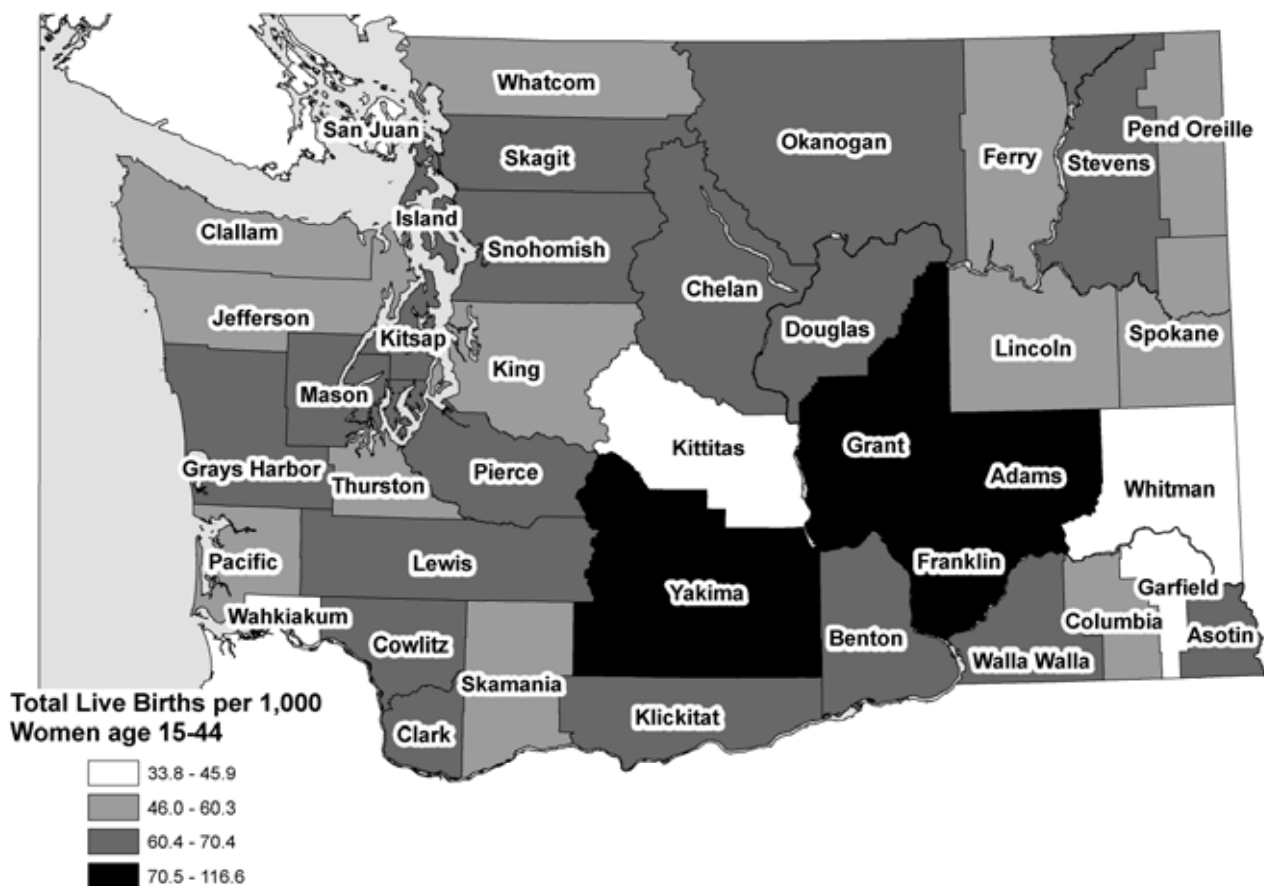 Whatcom
San Juan
Skagit
Okanogan
Ferry
Stevens
Pend Oreille
Clallam
Island
Snohomish
Chelan
Jefferson
Kitsap
King
Douglas
Lincoln
Spokane
Mason
Grays Harbor
Thurston
Pierce
Kittitas
Grant
Adams
Whitman
Pacific
Lewis
Yakima
Franklin
Garfield
Wahkiakum
Cowlitz
Skamania
Benton
Columbia
Walla Walla
Asotin
Clark
Klickitat
Total Live Births per 1,000
Women age 15-44
33.8 - 45.9
46.0 - 60.3
60.4 - 70.4
70.5 - 116.6